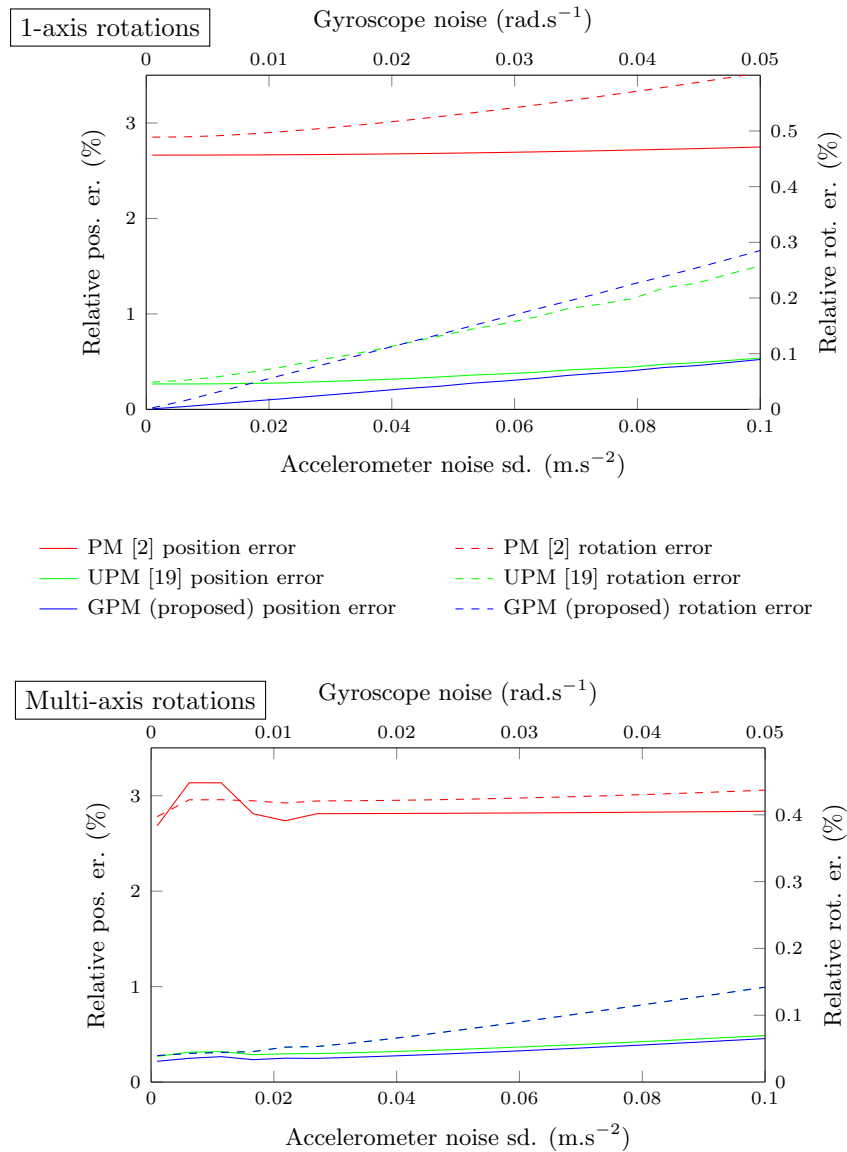 1-axis rotations
Gyroscope noise (rad.s⁻¹)
0 0.01 0.02 0.03 0.04 0.05
Relative pos. er. (%)
3
2
1
0
0.5
0.4
0.3
0.2
0.1
0
Relative rot. er. (%)
0 0.02 0.04 0.06 0.08 0.1
Accelerometer noise sd. (m.s⁻²)
PM [2] position error
PM [2] rotation error
UPM [19] position error
UPM [19] rotation error
GPM (proposed) position error
GPM (proposed) rotation error
Multi-axis rotations
Gyroscope noise (rad.s⁻¹)
0 0.01 0.02 0.03 0.04 0.05
Relative pos. er. (%)
3
2
1
0
0.4
0.3
0.2
0.1
0
Relative rot. er. (%)
0 0.02 0.04 0.06 0.08 0.1
Accelerometer noise sd. (m.s⁻²)